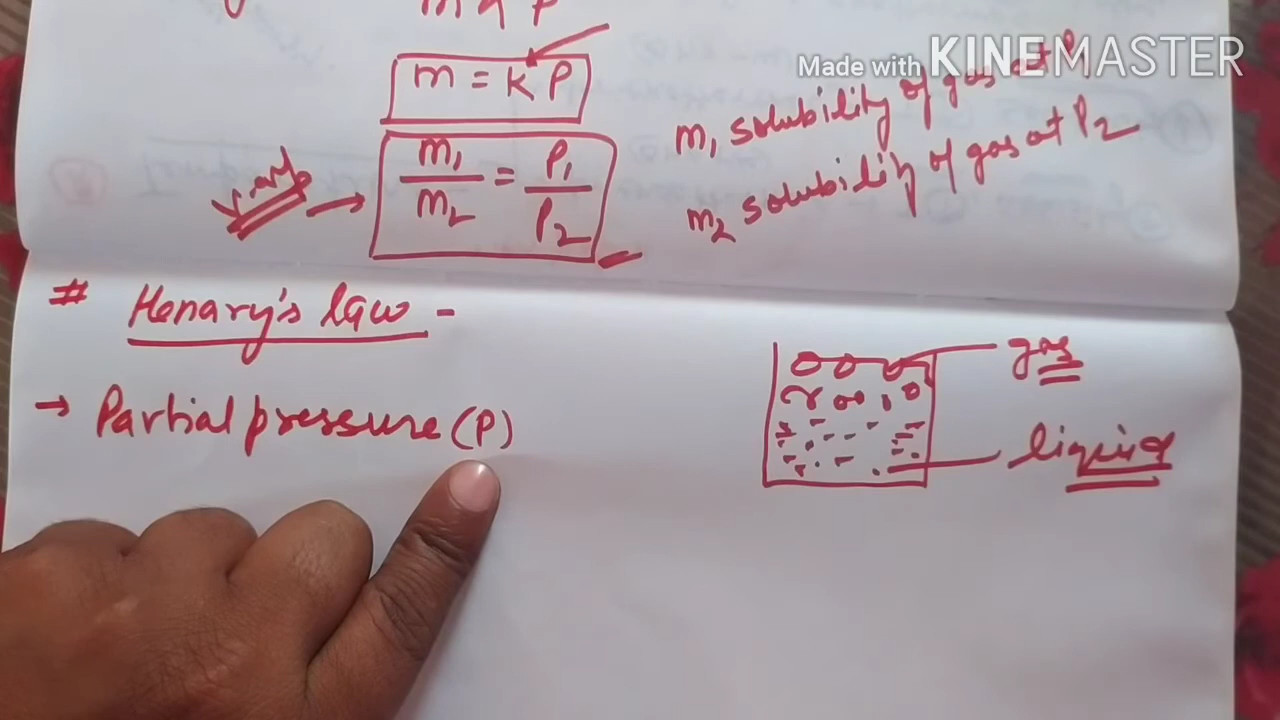 m ∝ P
Made with KINEMASTER
m = K P
m₁ solubility of gas at P₁
m₁/m₂ = P₁/P₂
m₂ solubility of gas at P₂
# Henary's law -
→ Partial pressure (P)
gas
liquid